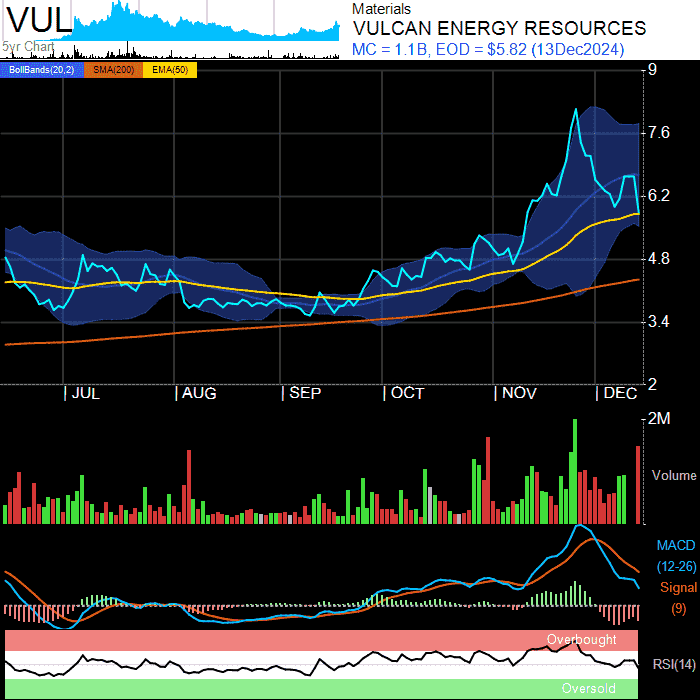 VUL
5yr Chart
Materials
VULCAN ENERGY RESOURCES
MC = 1.1B, EOD = $5.82 (13Dec2024)
BollBands(20,2) SMA(200) EMA(50)
9
7.6
6.2
4.8
3.4
2
JUL AUG SEP OCT NOV DEC
2M
Volume
MACD
(12-26)
Signal
(9)
Overbought
RSI(14)
Oversold